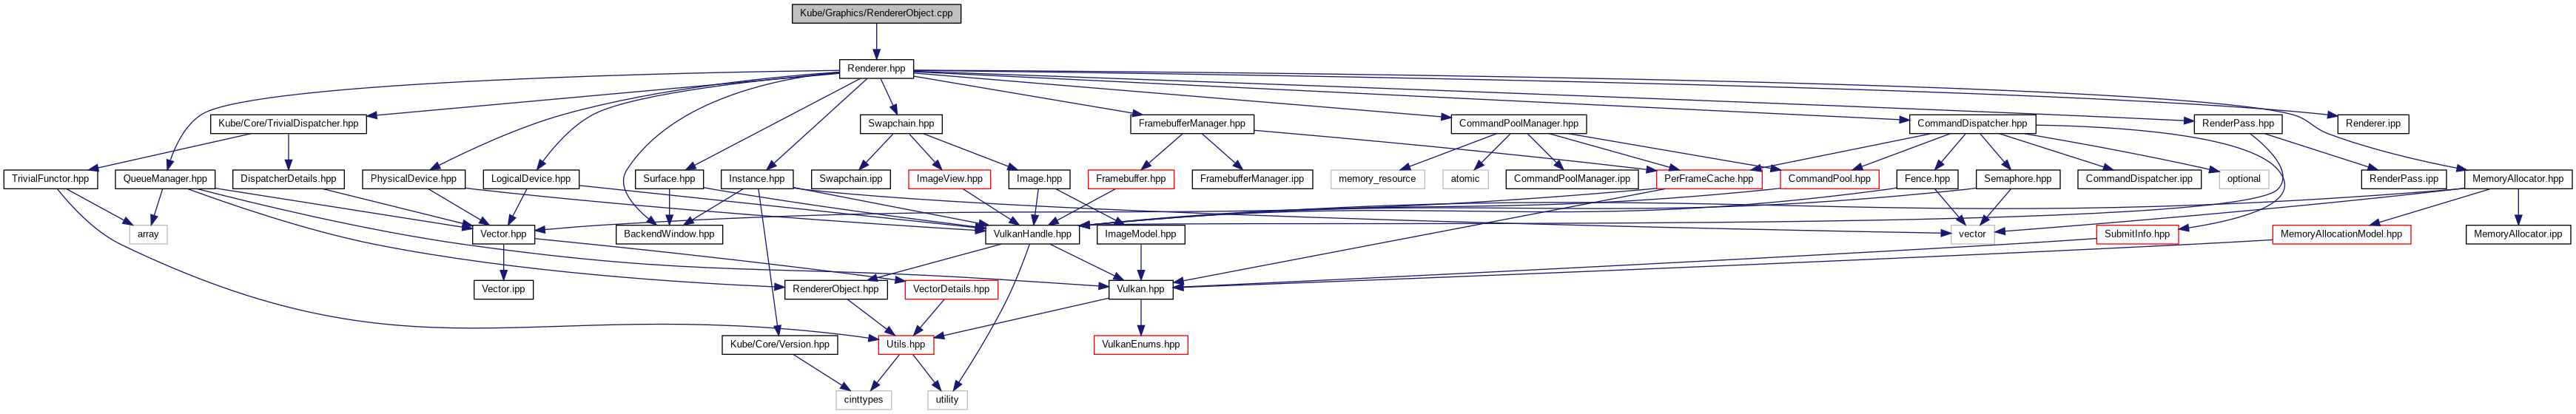 Kube/Graphics/RendererObject.cpp
Renderer.hpp
Kube/Core/TrivialDispatcher.hpp
Swapchain.hpp
FramebufferManager.hpp
CommandPoolManager.hpp
CommandDispatcher.hpp
RenderPass.hpp
Renderer.ipp
TrivialFunctor.hpp
QueueManager.hpp
DispatcherDetails.hpp
PhysicalDevice.hpp
LogicalDevice.hpp
Surface.hpp
Instance.hpp
Swapchain.ipp
ImageView.hpp
Image.hpp
Framebuffer.hpp
FramebufferManager.ipp
memory_resource
atomic
CommandPoolManager.ipp
PerFrameCache.hpp
CommandPool.hpp
Fence.hpp
Semaphore.hpp
CommandDispatcher.ipp
optional
RenderPass.ipp
MemoryAllocator.hpp
array
Vector.hpp
BackendWindow.hpp
VulkanHandle.hpp
ImageModel.hpp
vector
SubmitInfo.hpp
MemoryAllocationModel.hpp
MemoryAllocator.ipp
Vector.ipp
RendererObject.hpp
VectorDetails.hpp
Vulkan.hpp
Kube/Core/Version.hpp
Utils.hpp
VulkanEnums.hpp
cinttypes
utility